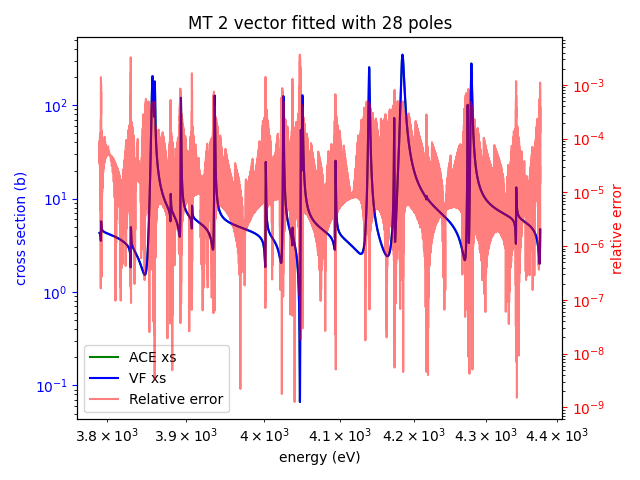 MT 2 vector fitted with 28 poles
cross section (b)
10²
10¹
10⁰
10⁻¹
10⁻³
10⁻⁴
10⁻⁵
10⁻⁶
10⁻⁷
10⁻⁸
10⁻⁹
relative error
ACE xs
VF xs
Relative error
3.8 × 10³ 3.9 × 10³ 4 × 10³ 4.1 × 10³ 4.2 × 10³ 4.3 × 10³ 4.4 × 10³
energy (eV)